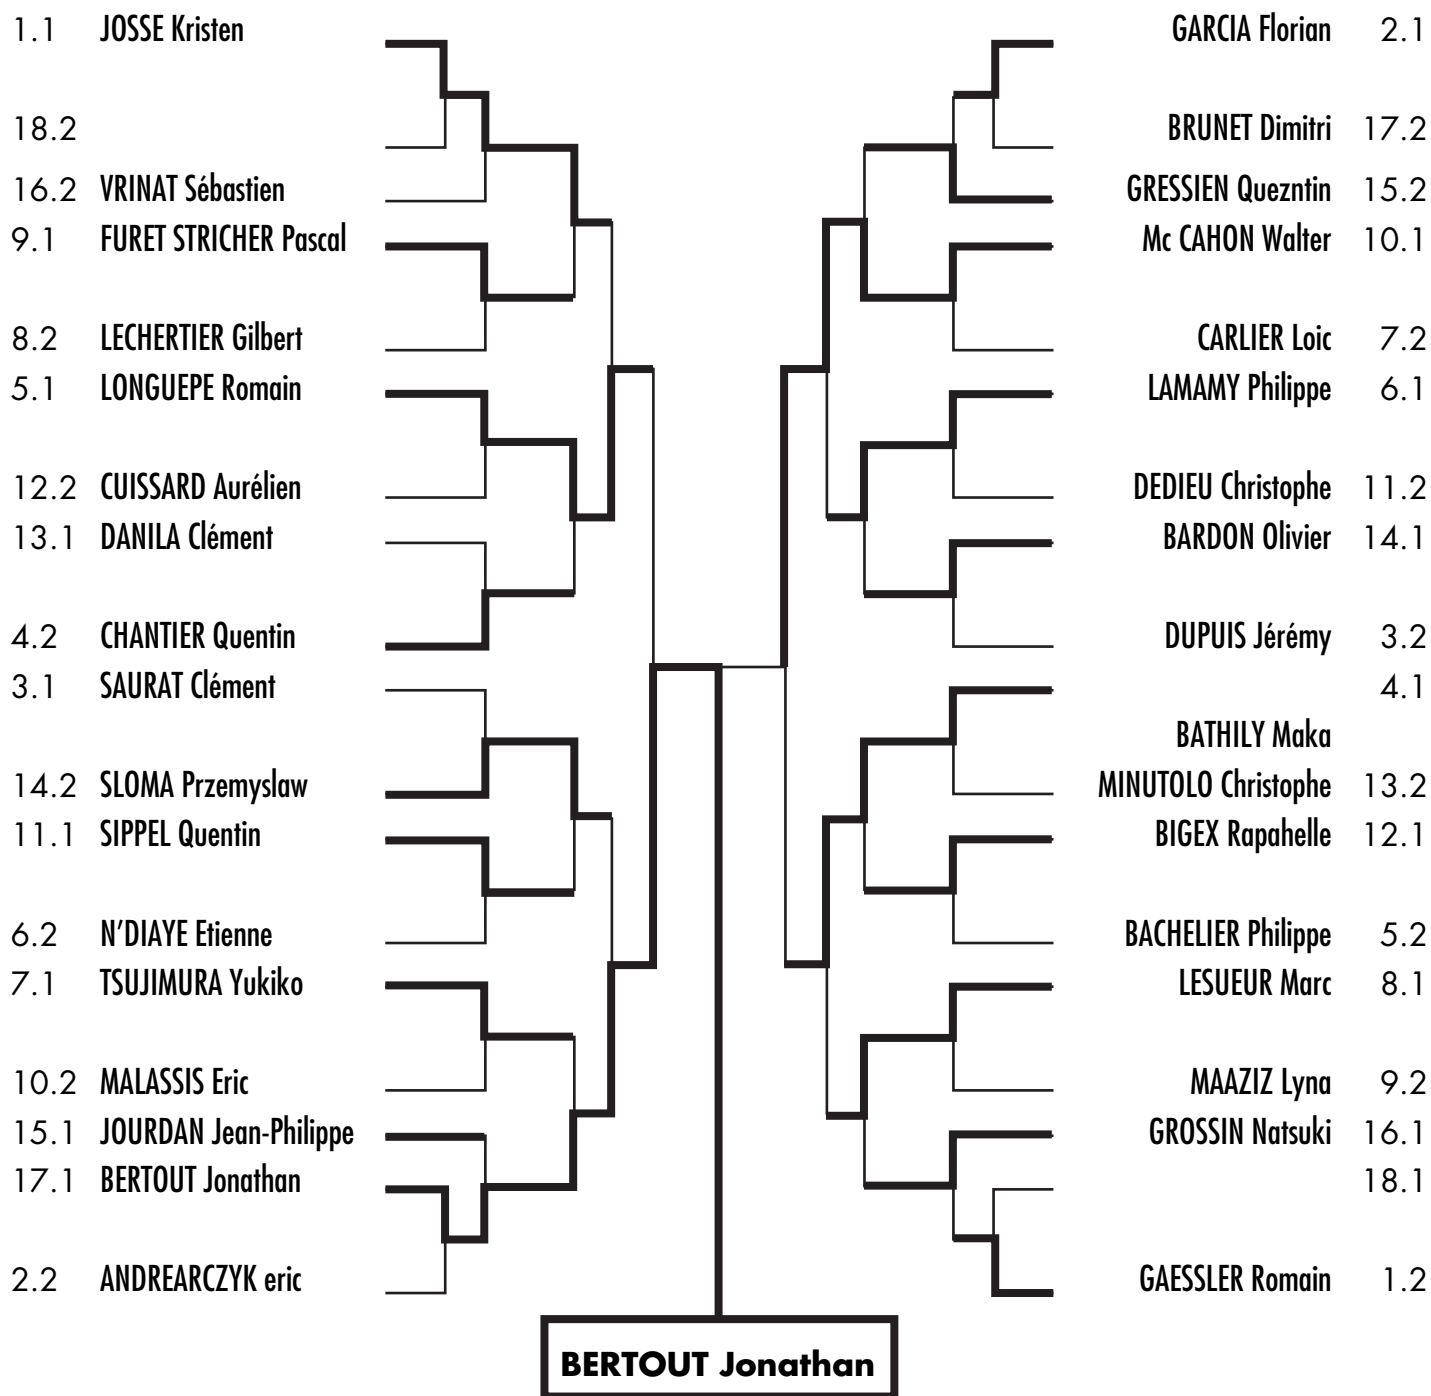 1.1 JOSSE Kristen
18.2
16.2 VRINAT Sébastien
9.1 FURET STRICHER Pascal
8.2 LECHERTIER Gilbert
5.1 LONGUEPE Romain
12.2 CUISSARD Aurélien
13.1 DANILA Clément
4.2 CHANTIER Quentin
3.1 SAURAT Clément
14.2 SLOMA Przemyslaw
11.1 SIPPEL Quentin
6.2 N'DIAYE Etienne
7.1 TSUJIMURA Yukiko
10.2 MALASSIS Eric
15.1 JOURDAN Jean-Philippe
17.1 BERTOUT Jonathan
2.2 ANDREARCZYK eric
GARCIA Florian 2.1
BRUNET Dimitri 17.2
GRESSIEN Quezntin 15.2
Mc CAHON Walter 10.1
CARLIER Loic 7.2
LAMAMY Philippe 6.1
DEDIEU Christophe 11.2
BARDON Olivier 14.1
DUPUIS Jérémy 3.2
4.1
BATHILY Maka
MINUTOLO Christophe 13.2
BIGEX Rapahelle 12.1
BACHELIER Philippe 5.2
LESUEUR Marc 8.1
MAAZIZ Lyna 9.2
GROSSIN Natsuki 16.1
18.1
GAESSLER Romain 1.2
BERTOUT Jonathan